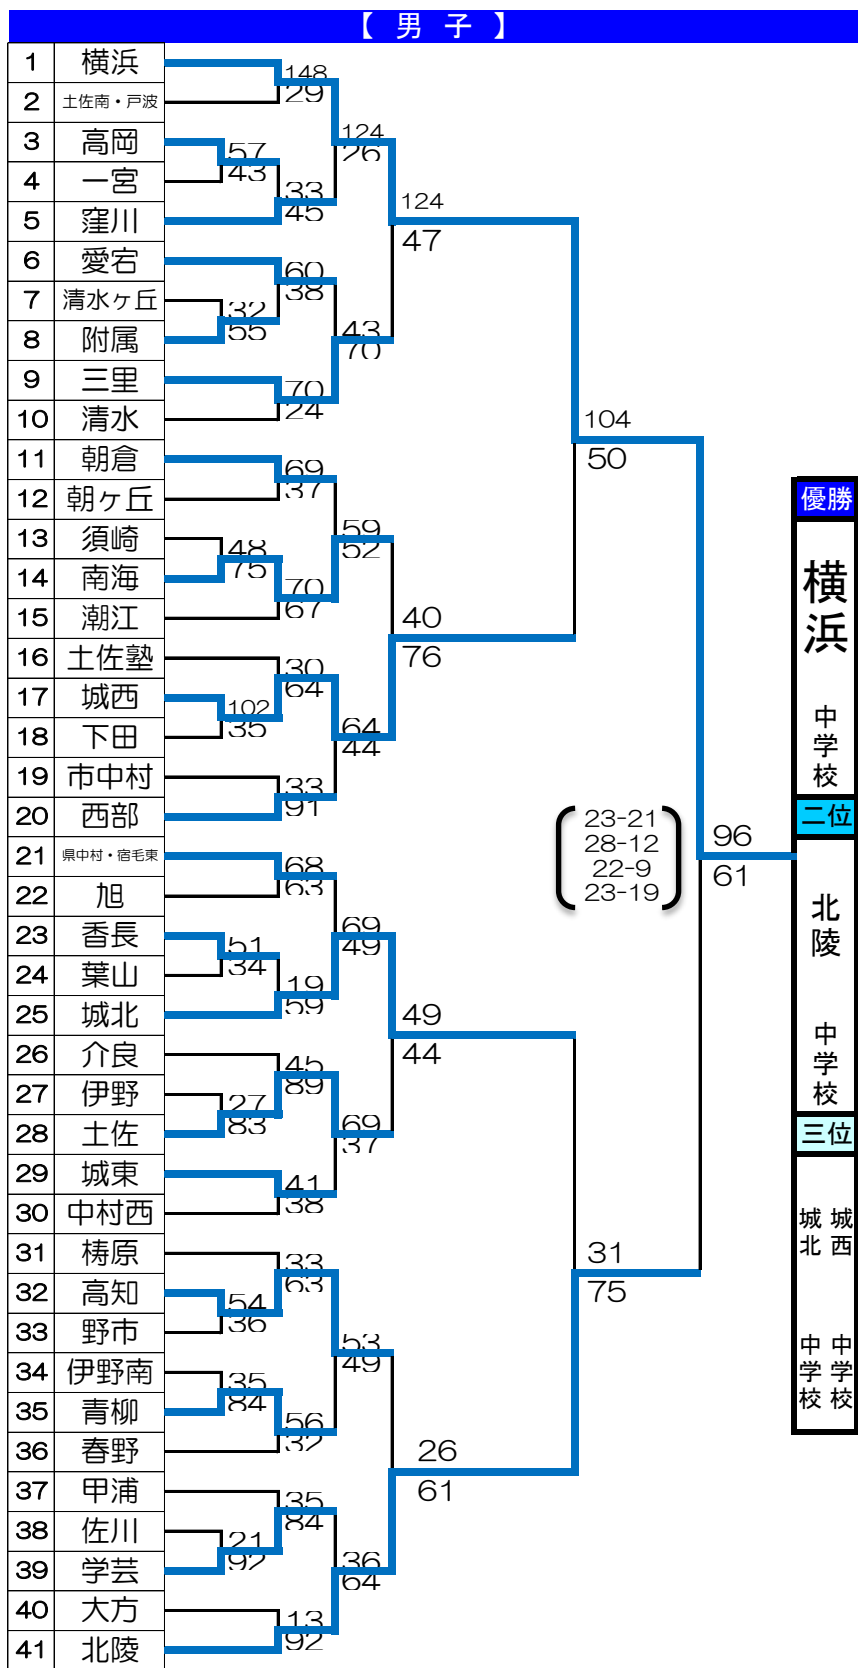 【 男 子 】
1 横浜
2 土佐南・戸波
3 高岡
4 一宮
5 窪川
6 愛宕
7 清水ヶ丘
8 附属
9 三里
10 清水
11 朝倉
12 朝ヶ丘
13 須崎
14 南海
15 潮江
16 土佐塾
17 城西
18 下田
19 市中村
20 西部
21 県中村・宿毛東
22 旭
23 香長
24 葉山
25 城北
26 介良
27 伊野
28 土佐
29 城東
30 中村西
31 梼原
32 高知
33 野市
34 伊野南
35 青柳
36 春野
37 甲浦
38 佐川
39 学芸
40 大方
41 北陵
57
43
32
55
48
75
102
35
51
34
27
83
54
36
35
84
21
92
148
29
33
45
60
38
70
24
69
37
70
67
30
64
33
91
68
63
19
59
45
89
41
38
33
63
56
32
35
84
13
92
124
26
43
70
59
52
64
44
69
49
69
37
53
49
36
64
124
47
40
76
49
44
26
61
104
50
31
75
23-21
28-12
22-9
23-19
96
61
優勝
横浜
中学校
二位
北陵
中学校
三位
城西
中学校
城北
中学校